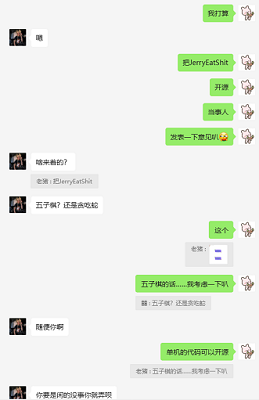 我打算
嗯
把JerryEatShit
开源
当事人
发表一下意见叭
啥来着的？
老猪：把JerryEatShit
五子棋？还是贪吃蛇
这个
老猪：
五子棋的话……我考虑一下叭
囍：五子棋？还是贪吃蛇
随便你啊
单机的代码可以开源
老猪：五子棋的话……我考虑一下叭
你要是闲的没事你就弄呗